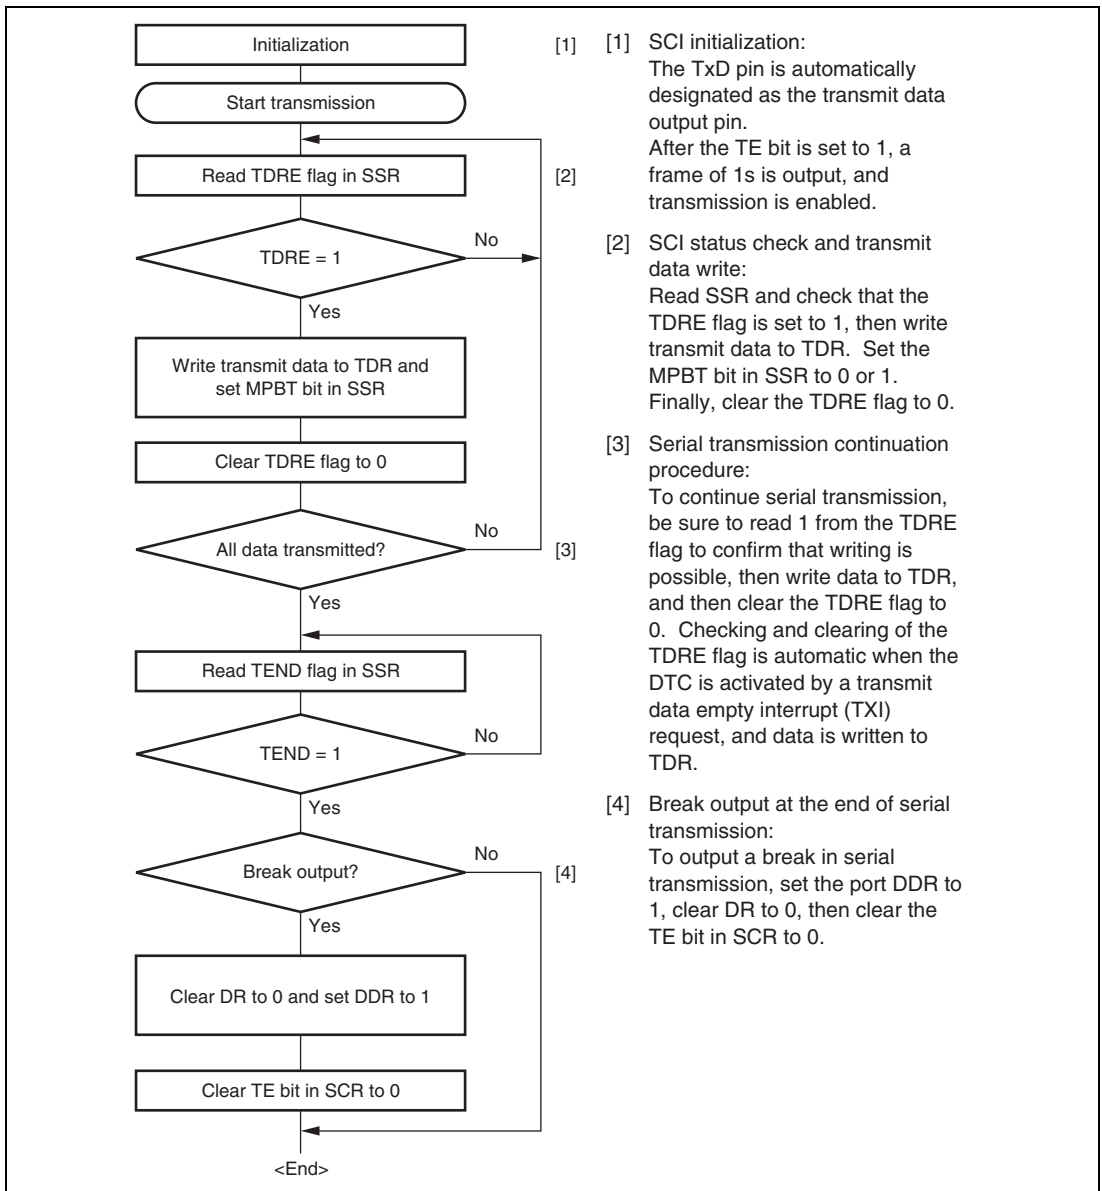 Initialization
[1]
Start transmission
Read TDRE flag in SSR
[2]
TDRE = 1
No
Yes
Write transmit data to TDR and
set MPBT bit in SSR
Clear TDRE flag to 0
All data transmitted?
No
[3]
Yes
Read TEND flag in SSR
TEND = 1
No
Yes
Break output?
No
[4]
Yes
Clear DR to 0 and set DDR to 1
Clear TE bit in SCR to 0
<End>
[1] SCI initialization:
The TxD pin is automatically
designated as the transmit data
output pin.
After the TE bit is set to 1, a
frame of 1s is output, and
transmission is enabled.
[2] SCI status check and transmit
data write:
Read SSR and check that the
TDRE flag is set to 1, then write
transmit data to TDR. Set the
MPBT bit in SSR to 0 or 1.
Finally, clear the TDRE flag to 0.
[3] Serial transmission continuation
procedure:
To continue serial transmission,
be sure to read 1 from the TDRE
flag to confirm that writing is
possible, then write data to TDR,
and then clear the TDRE flag to
0. Checking and clearing of the
TDRE flag is automatic when the
DTC is activated by a transmit
data empty interrupt (TXI)
request, and data is written to
TDR.
[4] Break output at the end of serial
transmission:
To output a break in serial
transmission, set the port DDR to
1, clear DR to 0, then clear the
TE bit in SCR to 0.